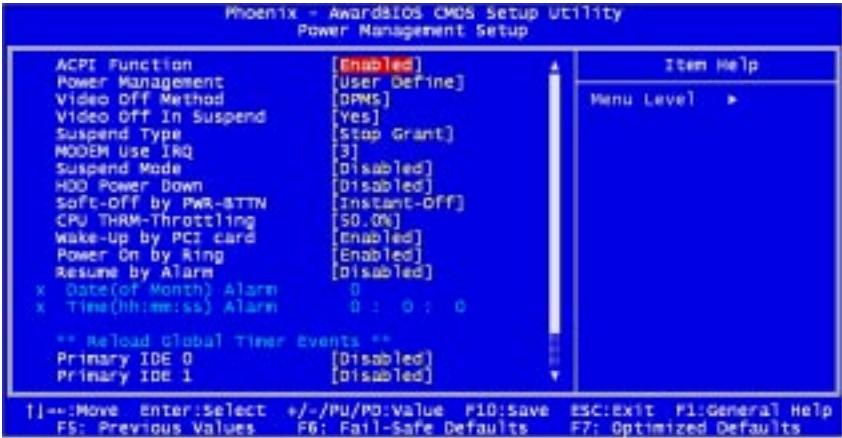 Phoenix - AwardBIOS CMOS Setup Utility
Power Management Setup
ACPI Function [Enabled]
Power Management [User Define]
Video Off Method [DPMS]
Video Off In Suspend [Yes]
Suspend Type [Stop Grant]
MODEM Use IRQ [3]
Suspend Mode [Disabled]
HDD Power Down [Disabled]
Soft-Off by PWR-BTTN [Instant-Off]
CPU THRM-Throttling [50.0%]
Wake-Up by PCI card [Enabled]
Power On by Ring [Enabled]
Resume by Alarm [Disabled]
x Date(of Month) Alarm 0
x Time(hh:mm:ss) Alarm 0 : 0 : 0
** Reload Global Timer Events **
Primary IDE 0 [Disabled]
Primary IDE 1 [Disabled]
Item Help
Menu Level ►
↑↓→←:Move Enter:Select +/-/PU/PD:Value F10:Save ESC:Exit F1:General Help
F5: Previous Values F6: Fail-Safe Defaults F7: Optimized Defaults